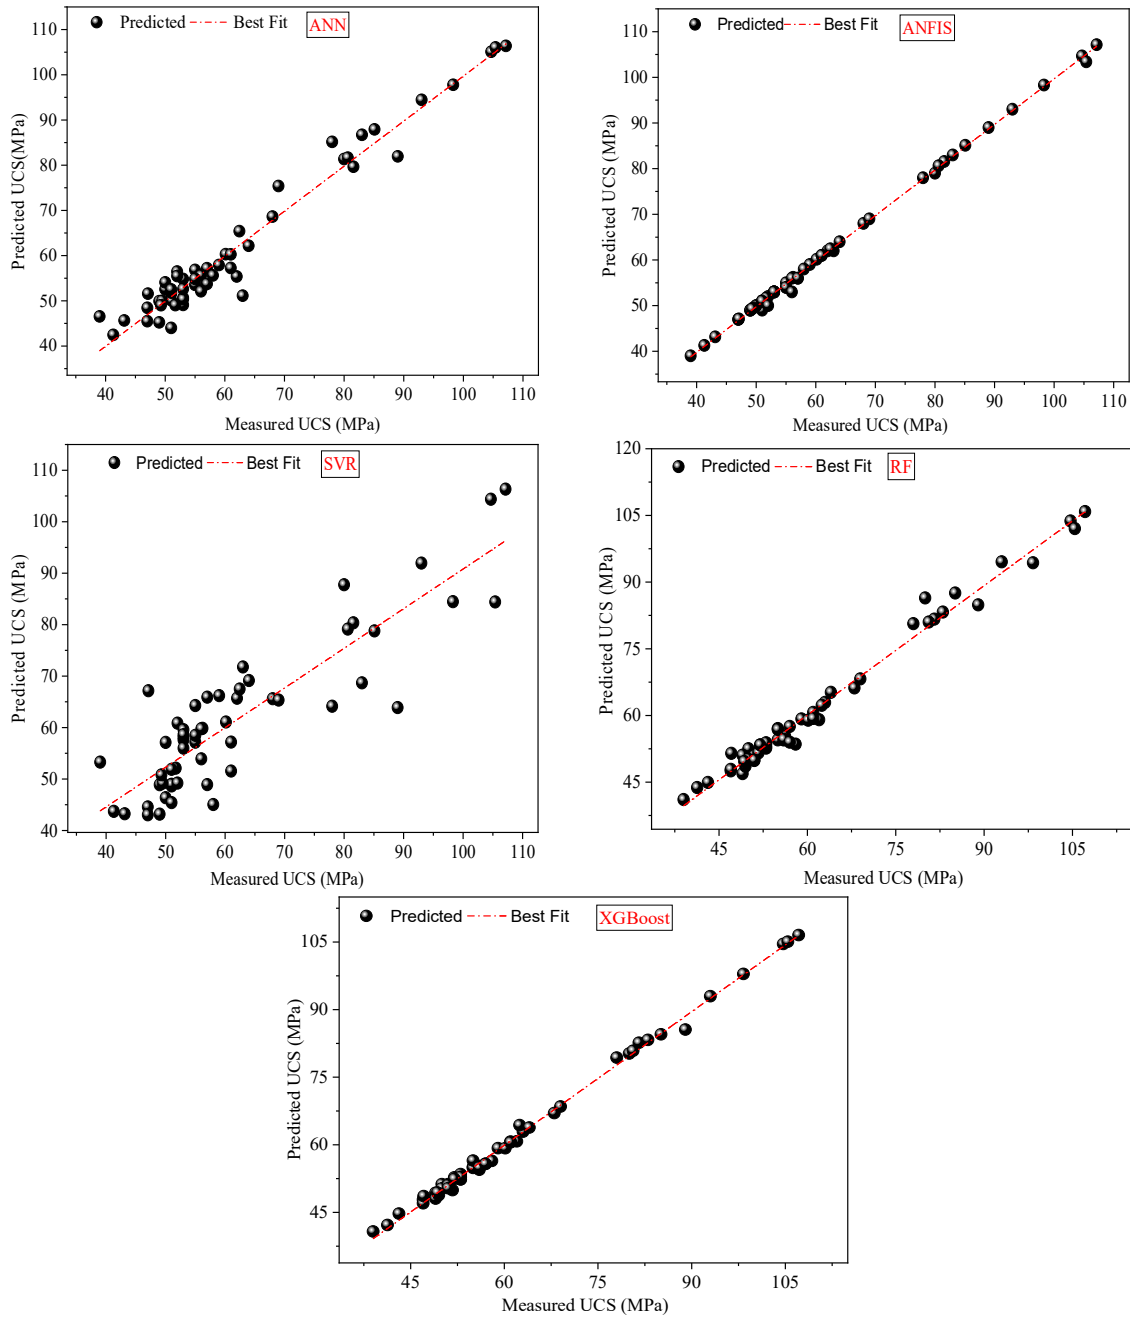 Predicted Best Fit ANN
Predicted UCS(MPa)
110
100
90
80
70
60
50
40
40 50 60 70 80 90 100 110
Measured UCS (MPa)
Predicted Best Fit ANFIS
Predicted UCS (MPa)
110
100
90
80
70
60
50
40
40 50 60 70 80 90 100 110
Measured UCS (MPa)
Predicted Best Fit SVR
Predicted UCS (MPa)
110
100
90
80
70
60
50
40
40 50 60 70 80 90 100 110
Measured UCS (MPa)
Predicted Best Fit RF
Predicted UCS (MPa)
120
105
90
75
60
45
45 60 75 90 105
Measured UCS (MPa)
Predicted Best Fit XGBoost
Predicted UCS (MPa)
105
90
75
60
45
45 60 75 90 105
Measured UCS (MPa)